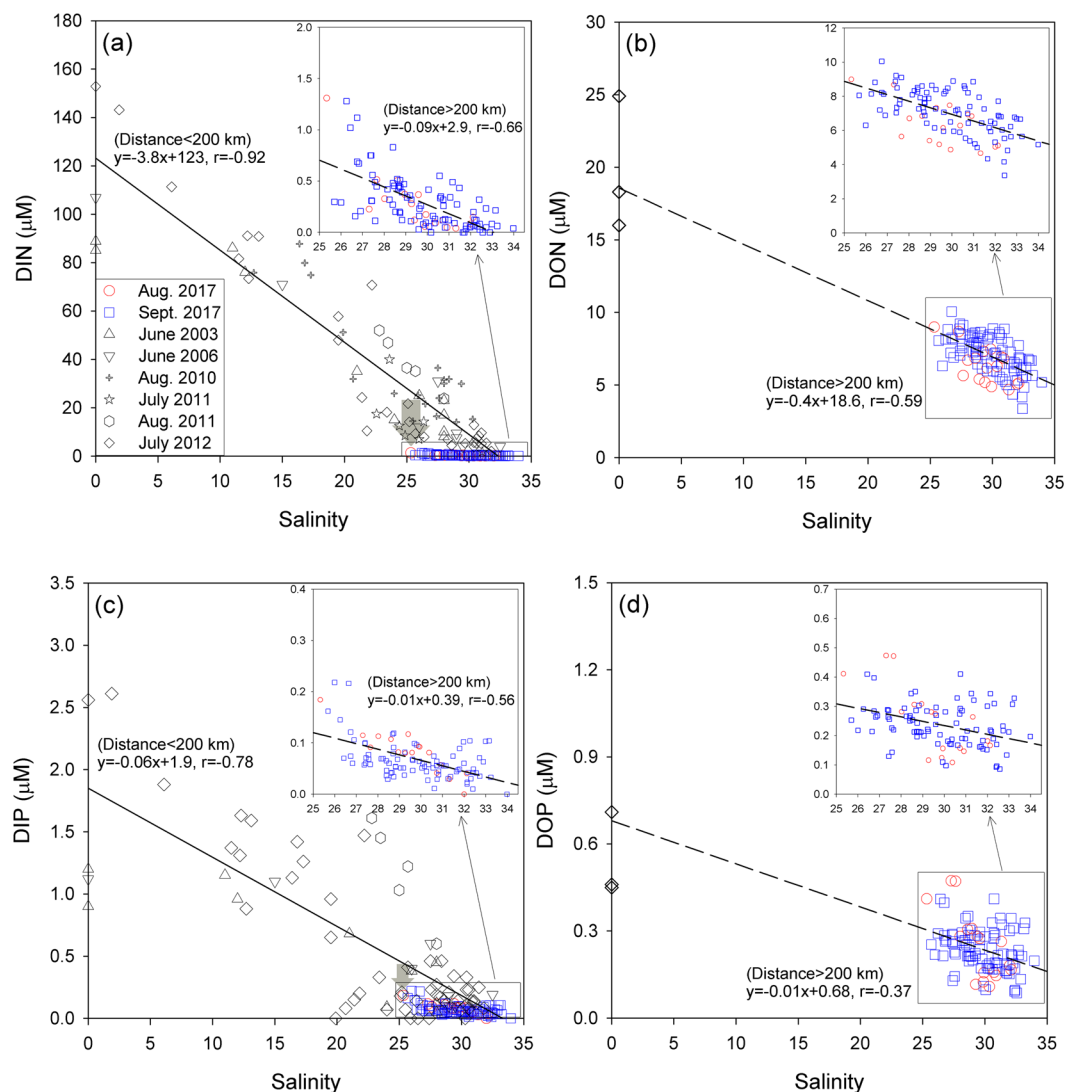 (a)
DIN (µM)
180
160
140
120
100
80
60
40
20
0
0 5 10 15 20 25 30 35
Salinity
(Distance<200 km)
y=-3.8x+123, r=-0.92
Aug. 2017
Sept. 2017
June 2003
June 2006
Aug. 2010
July 2011
Aug. 2011
July 2012
2.0
1.5
1.0
0.5
0.0
25 26 27 28 29 30 31 32 33 34
(Distance>200 km)
y=-0.09x+2.9, r=-0.66
(b)
DON (µM)
30
25
20
15
10
5
0
0 5 10 15 20 25 30 35
Salinity
12
10
8
6
4
2
0
25 26 27 28 29 30 31 32 33 34
(Distance>200 km)
y=-0.4x+18.6, r=-0.59
(c)
DIP (µM)
3.5
3.0
2.5
2.0
1.5
1.0
0.5
0.0
0 5 10 15 20 25 30 35
Salinity
(Distance<200 km)
y=-0.06x+1.9, r=-0.78
0.4
0.3
0.2
0.1
0.0
25 26 27 28 29 30 31 32 33 34
(Distance>200 km)
y=-0.01x+0.39, r=-0.56
(d)
DOP (µM)
1.5
1.2
0.9
0.6
0.3
0.0
0 5 10 15 20 25 30 35
Salinity
0.7
0.6
0.5
0.4
0.3
0.2
0.1
0.0
25 26 27 28 29 30 31 32 33 34
(Distance>200 km)
y=-0.01x+0.68, r=-0.37